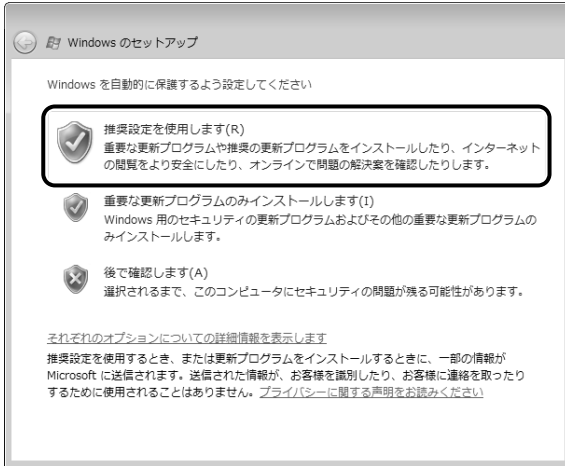 Windows のセットアップ
Windows を自動的に保護するよう設定してください
推奨設定を使用します(R)
重要な更新プログラムや推奨の更新プログラムをインストールしたり、インターネット
の閲覧をより安全にしたり、オンラインで問題の解決案を確認したりします。
重要な更新プログラムのみインストールします(I)
Windows 用のセキュリティの更新プログラムおよびその他の重要な更新プログラムの
みインストールします。
後で確認します(A)
選択されるまで、このコンピュータにセキュリティの問題が残る可能性があります。
それぞれのオプションについての詳細情報を表示します
推奨設定を使用するとき、または更新プログラムをインストールするときに、一部の情報が
Microsoft に送信されます。送信された情報が、お客様を識別したり、お客様に連絡を取ったり
するために使用されることはありません。プライバシーに関する声明をお読みください